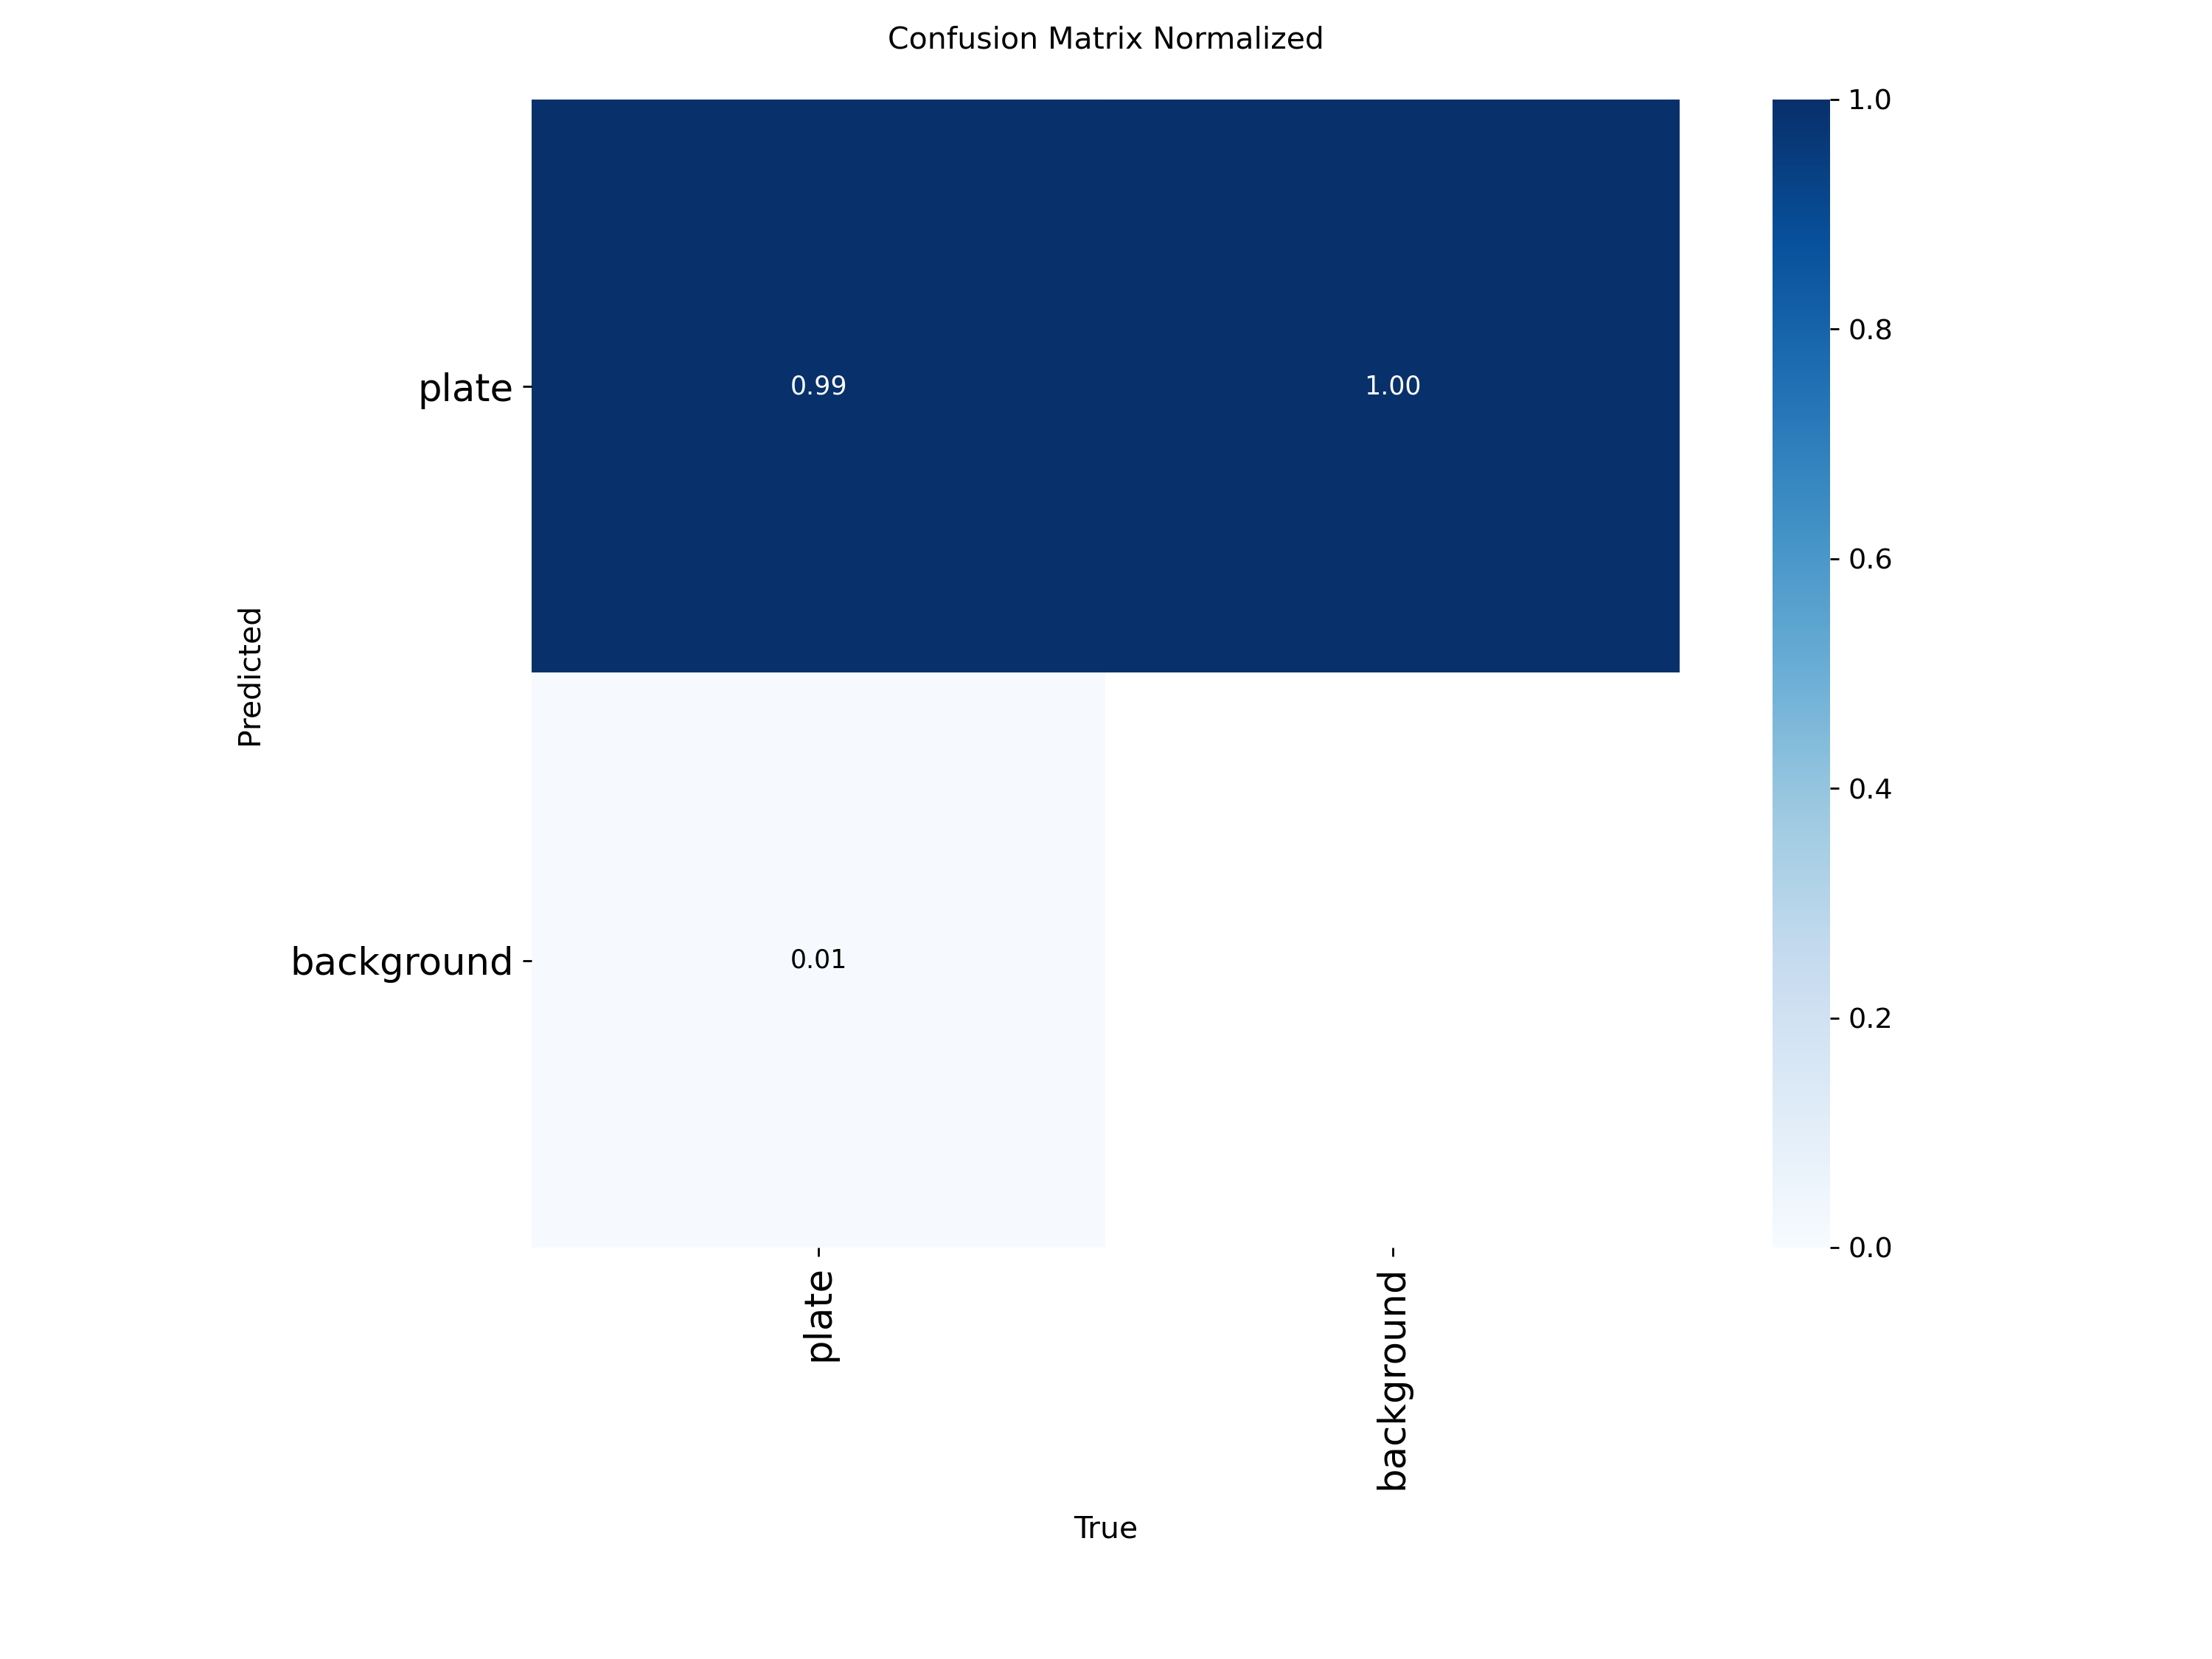 Confusion Matrix Normalized
1.0
0.99
1.00
plate
0.8
0.6
Predicted
0.4
background
0.01
0.2
0.0
plate
background
True